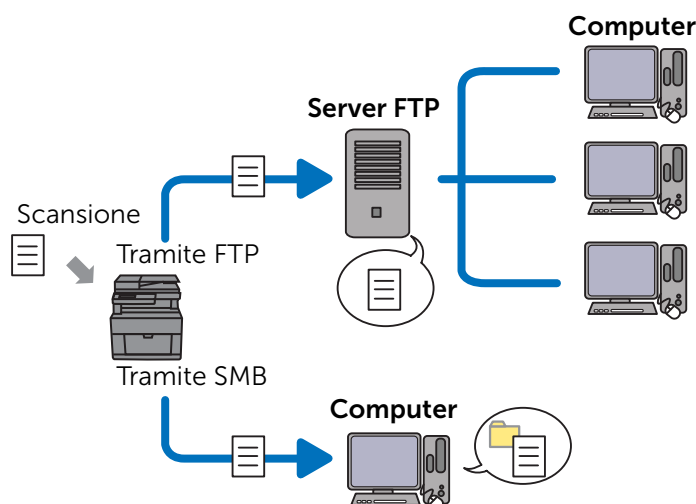 Computer
Server FTP
Scansione
Tramite FTP
Tramite SMB
Computer